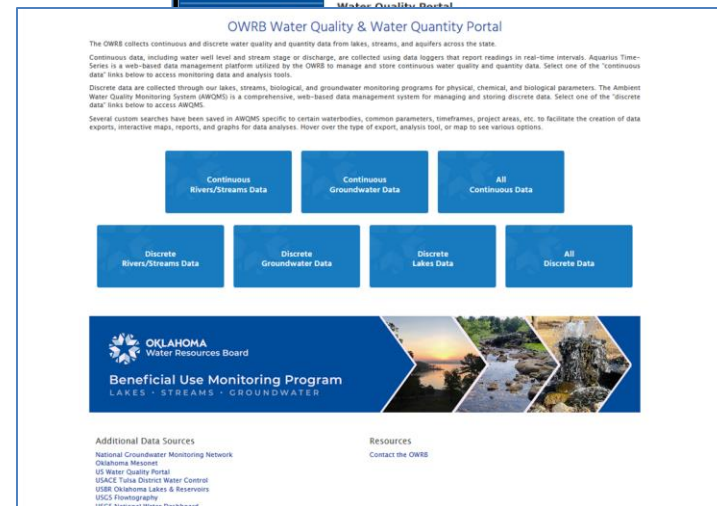 Water Quality Portal
OWRB Water Quality & Water Quantity Portal
The OWRB collects continuous and discrete water quality and quantity data from lakes, streams, and aquifers across the state.
Continuous data, including water well level and stream stage or discharge, are collected using data loggers that report readings in real-time intervals. Aquarius Time-
Series is a web-based data management platform utilized by the OWRB to manage and store continuous water quality and quantity data. Select one of the "continuous
data" links below to access monitoring data and analysis tools.
Discrete data are collected through our lakes, streams, biological, and groundwater monitoring programs for physical, chemical, and biological parameters. The Ambient
Water Quality Monitoring System (AWQMS) is a comprehensive, web-based data management system for managing and storing discrete data. Select one of the "discrete
data" links below to access AWQMS.
Several custom searches have been saved in AWQMS specific to certain waterbodies, common parameters, timeframes, project areas, etc. to facilitate the creation of data
exports, interactive maps, reports, and graphs for data analyses. Hover over the type of export, analysis tool, or map to see various options.
Continuous
Rivers/Streams Data
Continuous
Groundwater Data
All
Continuous Data
Discrete
Rivers/Streams Data
Discrete
Groundwater Data
Discrete
Lakes Data
All
Discrete Data
OKLAHOMA
Water Resources Board
Beneficial Use Monitoring Program
LAKES • STREAMS • GROUNDWATER
Additional Data Sources
National Groundwater Monitoring Network
Oklahoma Mesonet
US Water Quality Portal
USACE Tulsa District Water Control
USBR Oklahoma Lakes & Reservoirs
USGS Flowtography
USGS National Water Dashboard
Resources
Contact the OWRB